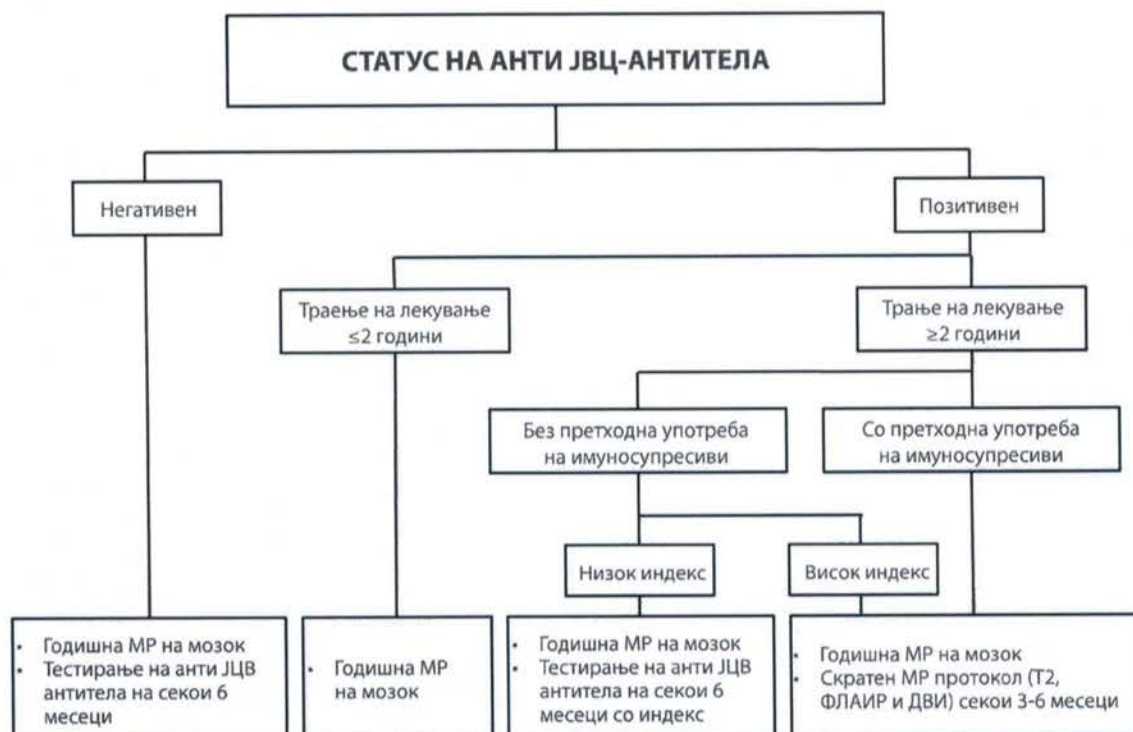 СТАТУС НА АНТИ ЈВЦ-АНТИТЕЛА
Негативен
Позитивен
Траење на лекување
≤2 години
Трање на лекување
≥2 години
Без претходна употреба
на имуносупресиви
Со претходна употреба
на имуносупресиви
Низок индекс
Висок индекс
• Годишна МР на мозок
• Тестирање на анти ЈЦВ
антитела на секои 6
месеци
• Годишна МР
на мозок
• Годишна МР на мозок
• Тестирање на анти ЈЦВ
антитела на секои 6
месеци со индекс
• Годишна МР на мозок
• Скратен МР протокол (Т2,
ФЛАИР и ДВИ) секои 3-6 месеци